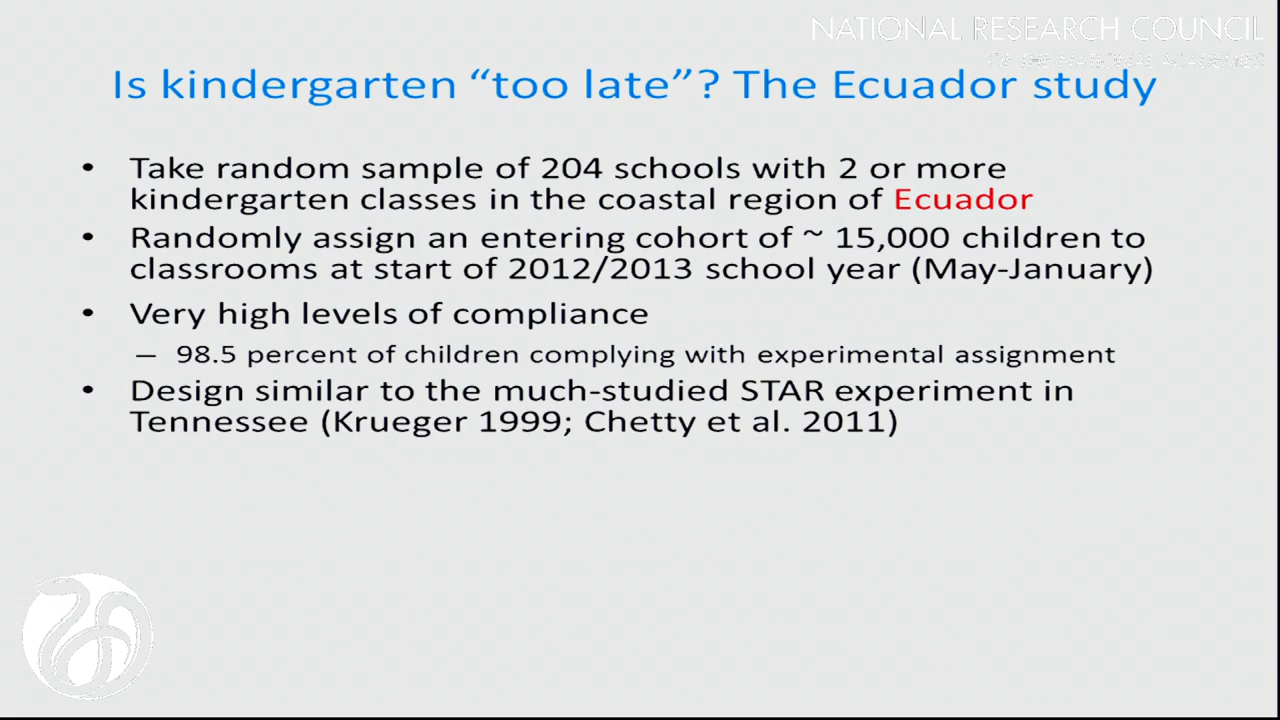 NATIONAL RESEARCH COUNCIL
OF THE NATIONAL ACADEMIES
Is kindergarten “too late”? The Ecuador study
• Take random sample of 204 schools with 2 or more
kindergarten classes in the coastal region of Ecuador
• Randomly assign an entering cohort of ~ 15,000 children to
classrooms at start of 2012/2013 school year (May-January)
• Very high levels of compliance
– 98.5 percent of children complying with experimental assignment
• Design similar to the much-studied STAR experiment in
Tennessee (Krueger 1999; Chetty et al. 2011)